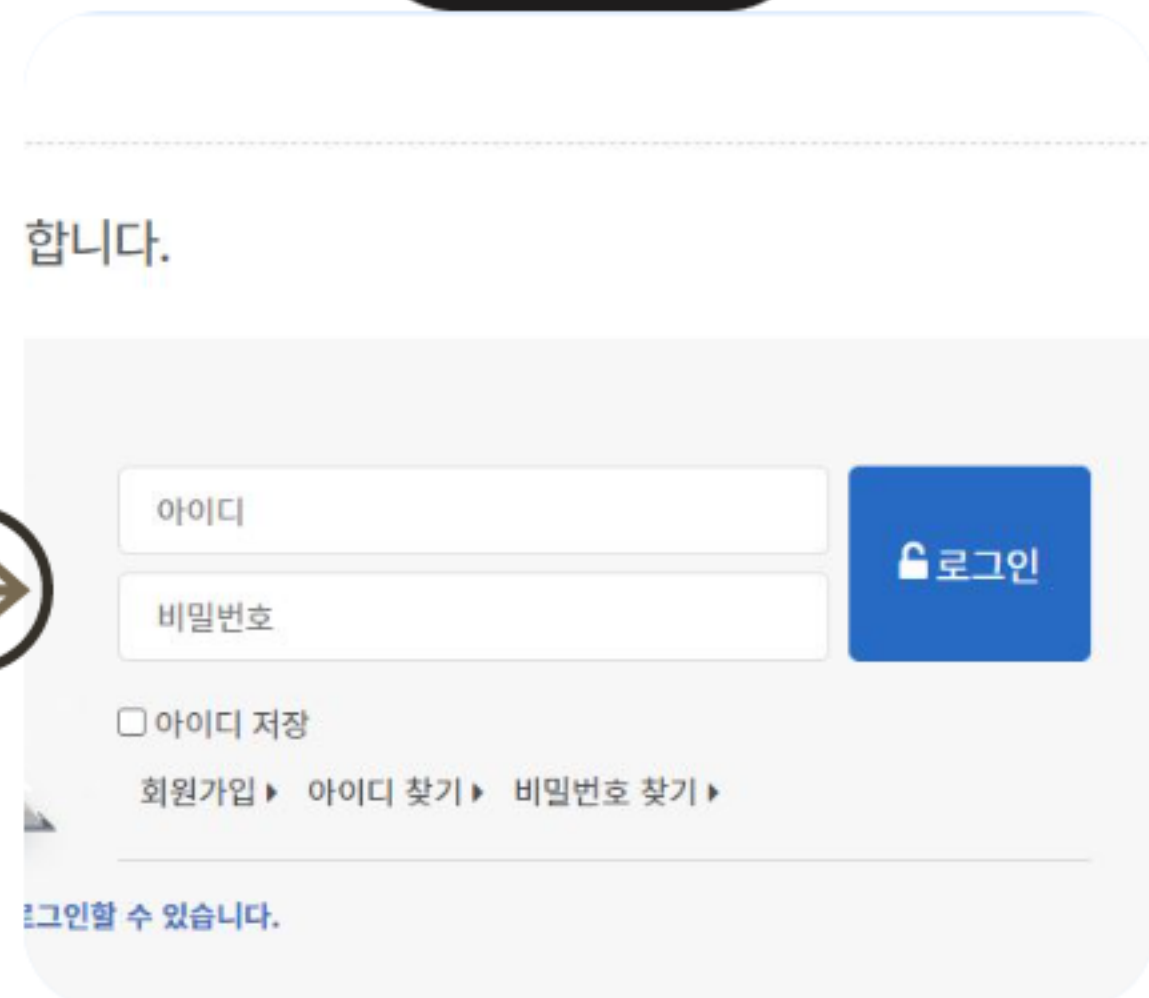 합니다.
아이디
로그인
비밀번호
아이디 저장
회원가입 아이디 찾기 비밀번호 찾기
로그인할 수 있습니다.